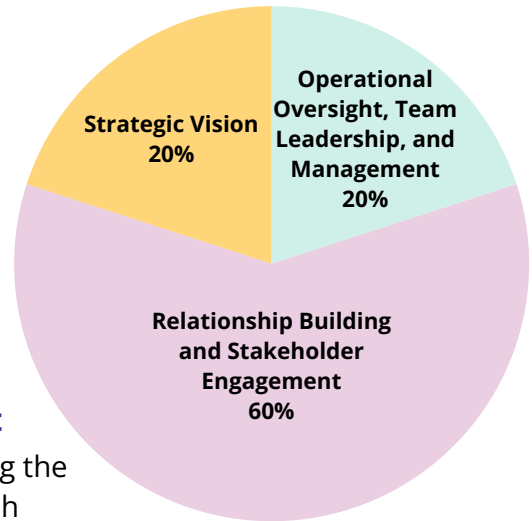 Operational
Oversight, Team
Leadership, and
Management
20%
Strategic Vision
20%
Relationship Building
and Stakeholder
Engagement
60%
the